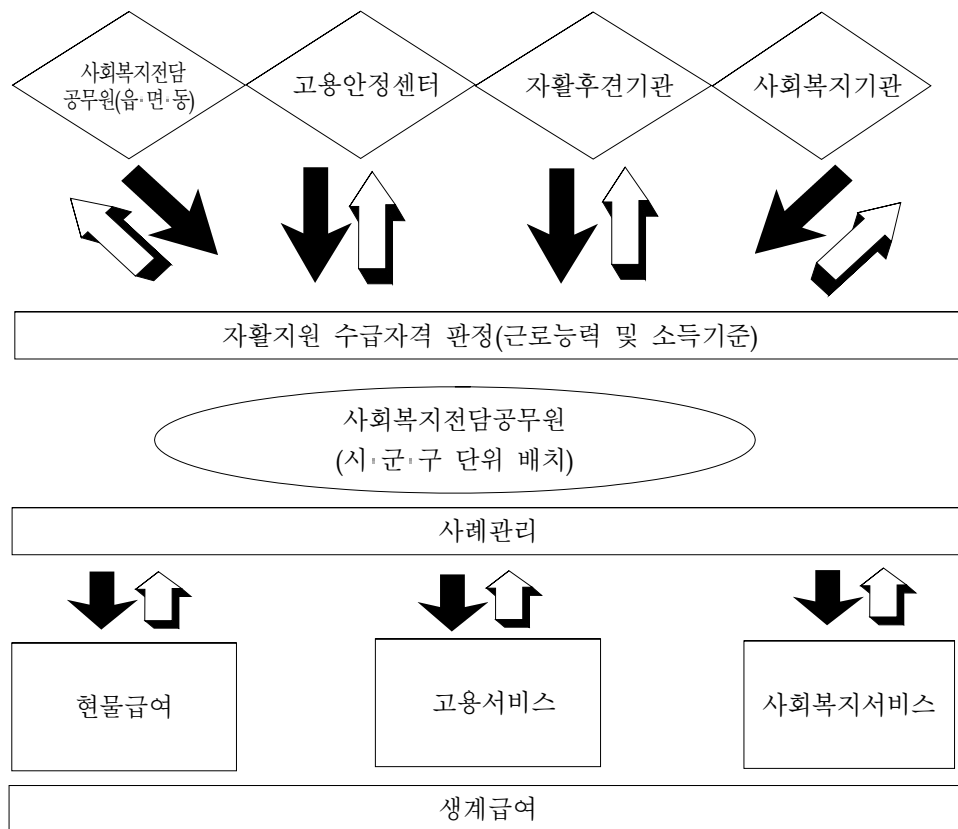 사회복지전담
공무원(읍·면·동)
고용안정센터
자활후견기관
사회복지기관
자활지원 수급자격 판정(근로능력 및 소득기준)
사회복지전담공무원
(시·군·구 단위 배치)
사례관리
현물급여
고용서비스
사회복지서비스
생계급여